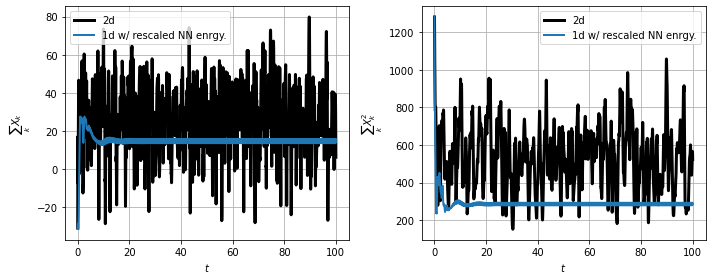 2d
1d w/ rescaled NN enrgy.
80
60
40
20
0
−20
∑ X_k
k
0 20 40 60 80 100
t
2d
1d w/ rescaled NN enrgy.
1200
1000
800
600
400
200
∑ X_k^2
k
0 20 40 60 80 100
t